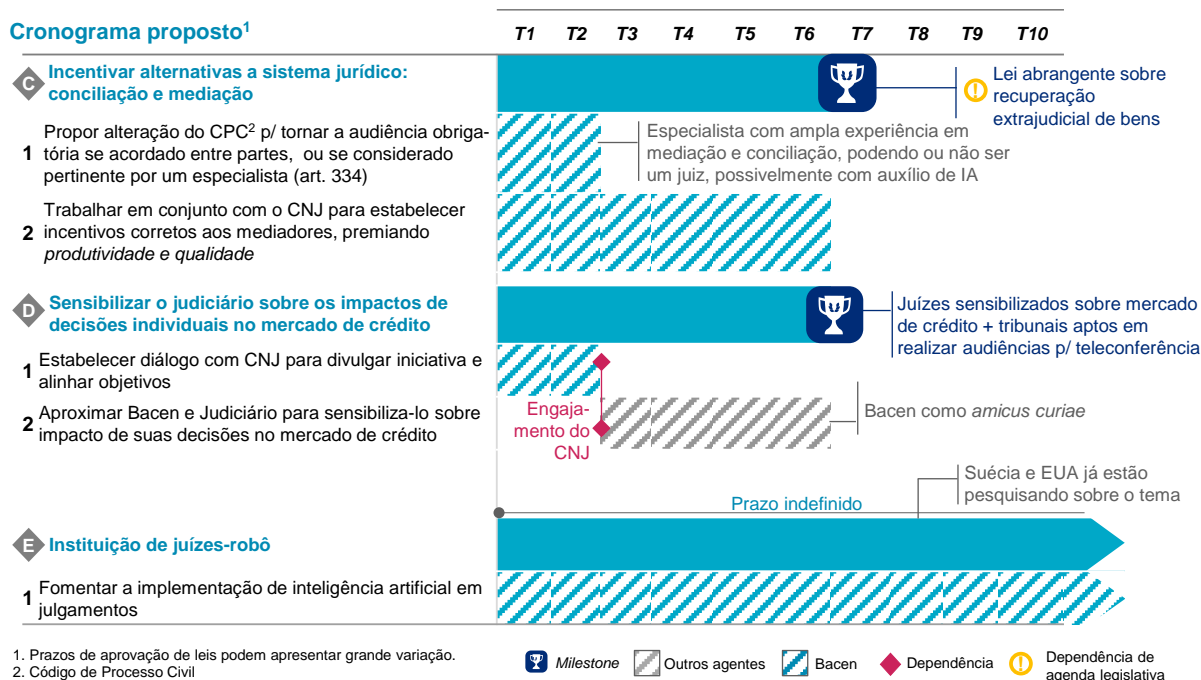 Cronograma proposto1
T1 T2 T3 T4 T5 T6 T7 T8 T9 T10
C
Incentivar alternativas a sistema jurídico:
conciliação e mediação
Lei abrangente sobre
recuperação
extrajudicial de bens
1
Propor alteração do CPC2 p/ tornar a audiência obriga-
tória se acordado entre partes, ou se considerado
pertinente por um especialista (art. 334)
Especialista com ampla experiência em
mediação e conciliação, podendo ou não ser
um juiz, possivelmente com auxílio de IA
2
Trabalhar em conjunto com o CNJ para estabelecer
incentivos corretos aos mediadores, premiando
produtividade e qualidade
D
Sensibilizar o judiciário sobre os impactos de
decisões individuais no mercado de crédito
Juízes sensibilizados sobre mercado
de crédito + tribunais aptos em
realizar audiências p/ teleconferência
1
Estabelecer diálogo com CNJ para divulgar iniciativa e
alinhar objetivos
2
Aproximar Bacen e Judiciário para sensibiliza-lo sobre
impacto de suas decisões no mercado de crédito
Engaja-
mento do
CNJ
Bacen como amicus curiae
Suécia e EUA já estão
pesquisando sobre o tema
Prazo indefinido
E
Instituição de juízes-robô
1
Fomentar a implementação de inteligência artificial em
julgamentos
1. Prazos de aprovação de leis podem apresentar grande variação.
2. Código de Processo Civil
Milestone
Outros agentes
Bacen
Dependência
Dependência de
agenda legislativa